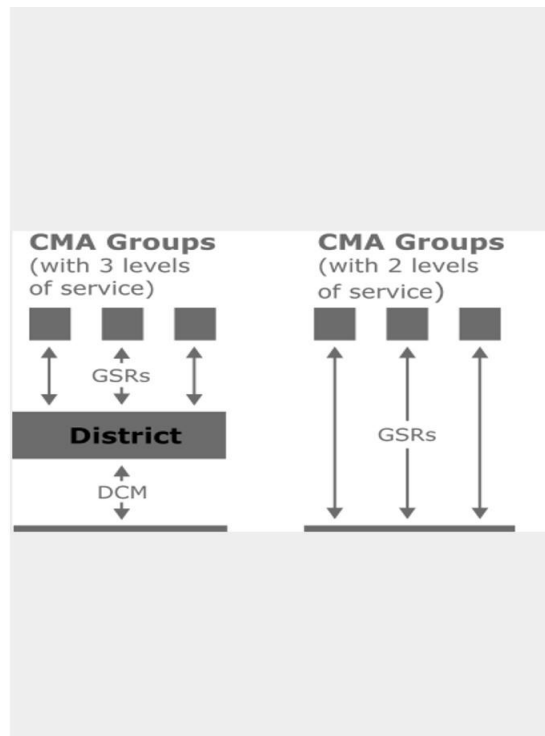 CMA Groups
(with 3 levels
of service)
GSRs
District
DCM
CMA Groups
(with 2 levels
of service)
GSRs